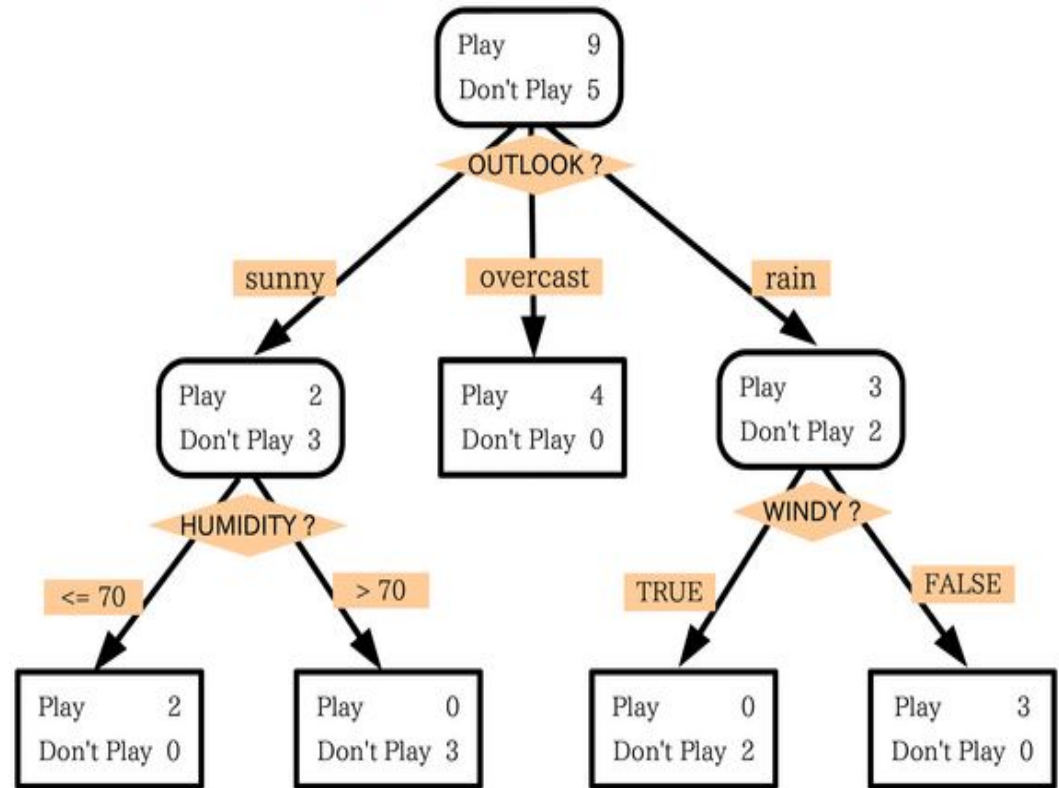 Play 9
Don't Play 5
OUTLOOK ?
sunny
overcast
rain
Play 2
Don't Play 3
Play 4
Don't Play 0
Play 3
Don't Play 2
HUMIDITY ?
WINDY ?
<= 70
> 70
TRUE
FALSE
Play 2
Don't Play 0
Play 0
Don't Play 3
Play 0
Don't Play 2
Play 3
Don't Play 0